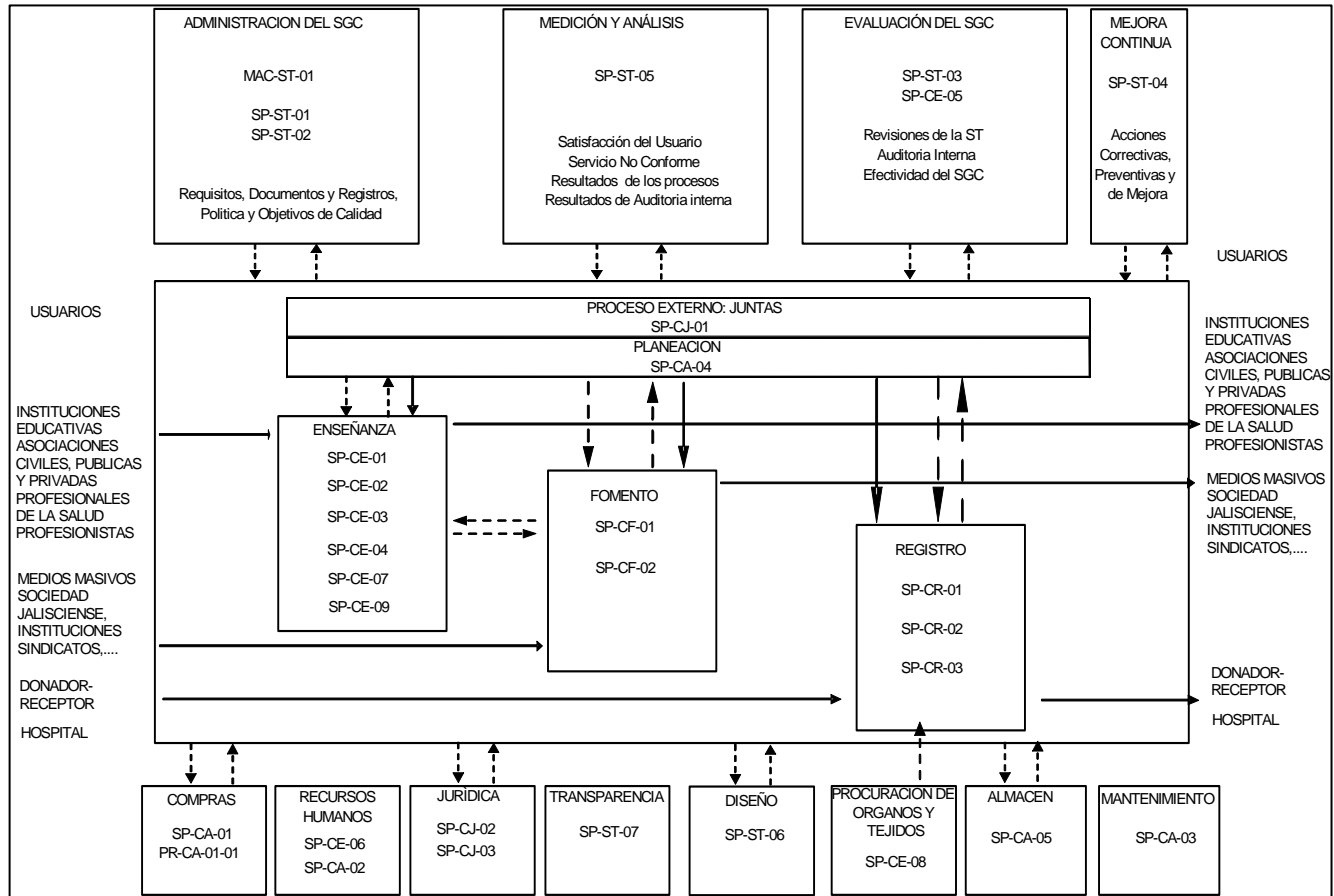 ADMINISTRACION DEL SGC
MAC-ST-01
SP-ST-01
SP-ST-02
Requisitos, Documentos y Registros,
Politica y Objetivos de Calidad
MEDICIÓN Y ANÁLISIS
SP-ST-05
Satisfacción del Usuario
Servicio No Conforme
Resultados de los procesos
Resultados de Auditoria interna
EVALUACIÓN DEL SGC
SP-ST-03
SP-CE-05
Revisiones de la ST
Auditoria Interna
Efectividad del SGC
MEJORA
CONTINUA
SP-ST-04
Acciones
Correctivas,
Preventivas y
de Mejora
USUARIOS
INSTITUCIONES
EDUCATIVAS
ASOCIACIONES
CIVILES, PUBLICAS
Y PRIVADAS
PROFESIONALES
DE LA SALUD
PROFESIONISTAS
MEDIOS MASIVOS
SOCIEDAD
JALISCIENSE,
INSTITUCIONES
SINDICATOS,....
DONADOR-
RECEPTOR
HOSPITAL
PROCESO EXTERNO: JUNTAS
SP-CJ-01
PLANEACION
SP-CA-04
ENSEÑANZA
SP-CE-01
SP-CE-02
SP-CE-03
SP-CE-04
SP-CE-07
SP-CE-09
FOMENTO
SP-CF-01
SP-CF-02
REGISTRO
SP-CR-01
SP-CR-02
SP-CR-03
USUARIOS
INSTITUCIONES
EDUCATIVAS
ASOCIACIONES
CIVILES, PUBLICAS
Y PRIVADAS
PROFESIONALES
DE LA SALUD
PROFESIONISTAS
MEDIOS MASIVOS
SOCIEDAD
JALISCIENSE,
INSTITUCIONES
SINDICATOS,....
DONADOR-
RECEPTOR
HOSPITAL
COMPRAS
SP-CA-01
PR-CA-01-01
RECURSOS
HUMANOS
SP-CE-06
SP-CA-02
JURÌDICA
SP-CJ-02
SP-CJ-03
TRANSPARENCIA
SP-ST-07
DISEÑO
SP-ST-06
PROCURACION DE
ORGANOS Y
TEJIDOS
SP-CE-08
ALMACEN
SP-CA-05
MANTENIMIENTO
SP-CA-03